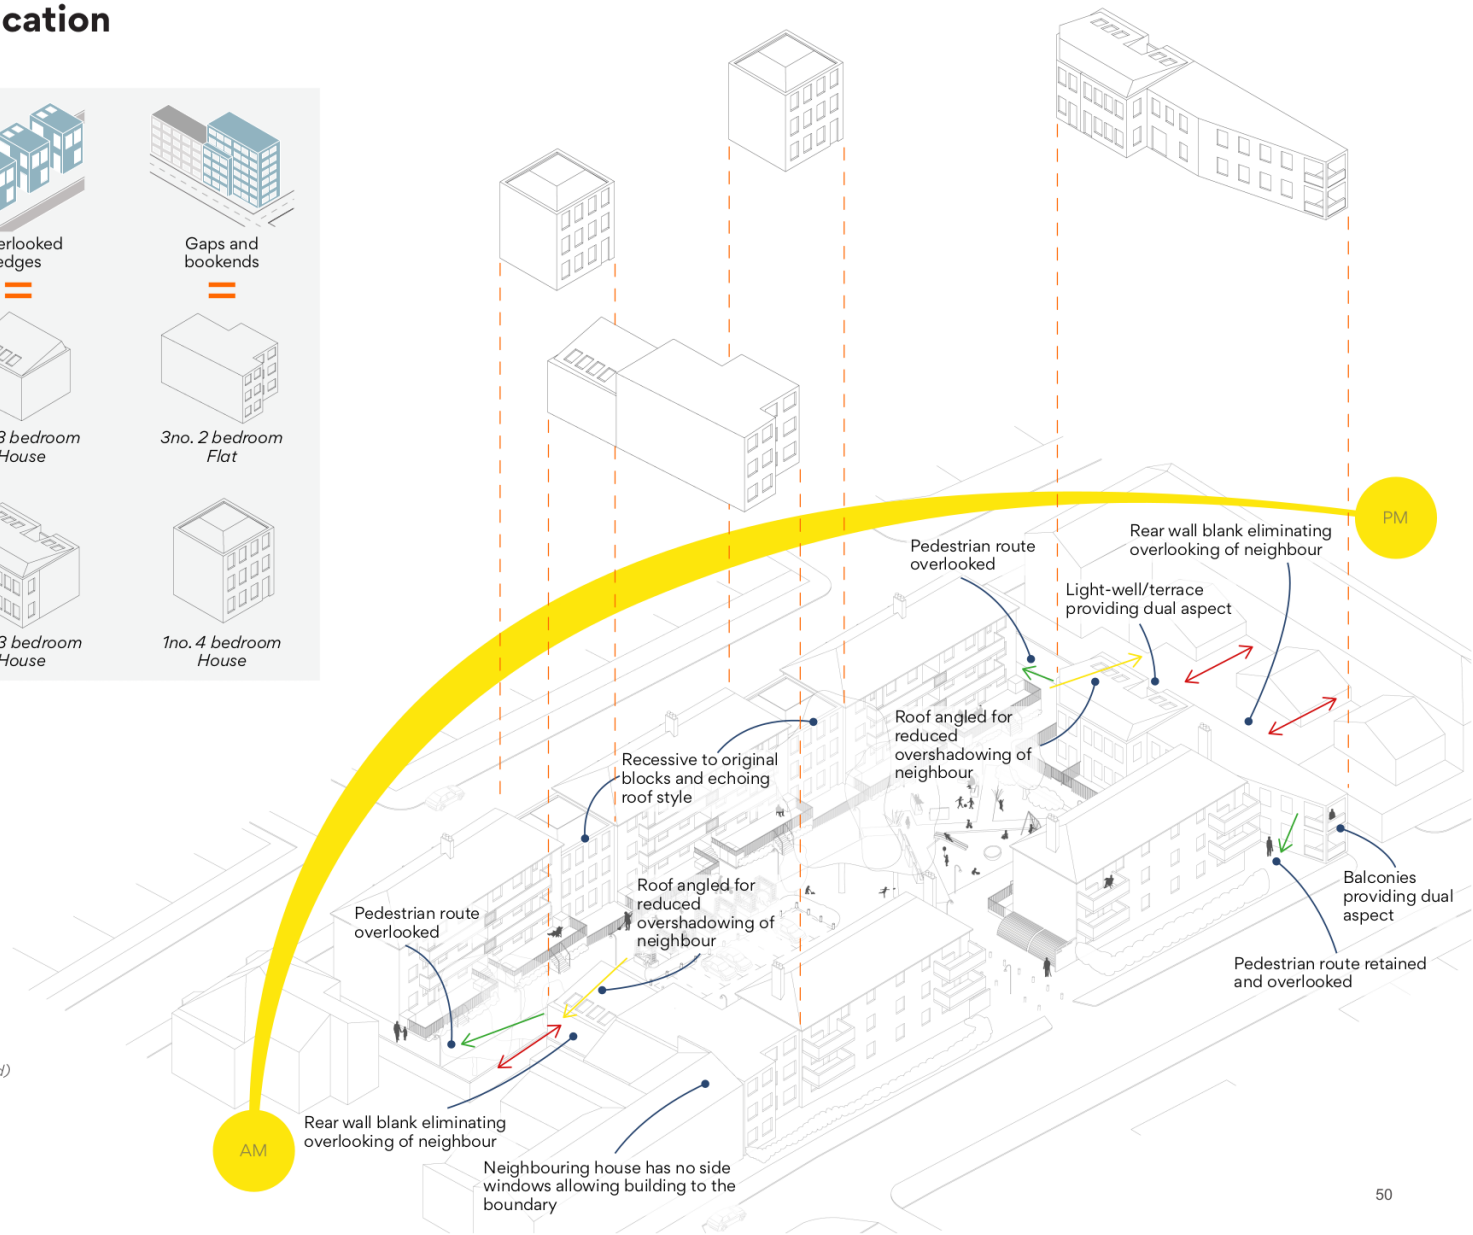 cation
erlooked
edges
Gaps and
bookends
3 bedroom
House
3no. 2 bedroom
Flat
3 bedroom
House
1no. 4 bedroom
House
d)
PM
Rear wall blank eliminating
overlooking of neighbour
Pedestrian route
overlooked
Light-well/terrace
providing dual aspect
Roof angled for
reduced
overshadowing of
neighbour
Recessive to original
blocks and echoing
roof style
Roof angled for
reduced
overshadowing of
neighbour
Pedestrian route
overlooked
Balconies
providing dual
aspect
Pedestrian route retained
and overlooked
Rear wall blank eliminating
overlooking of neighbour
AM
Neighbouring house has no side
windows allowing building to the
boundary
50